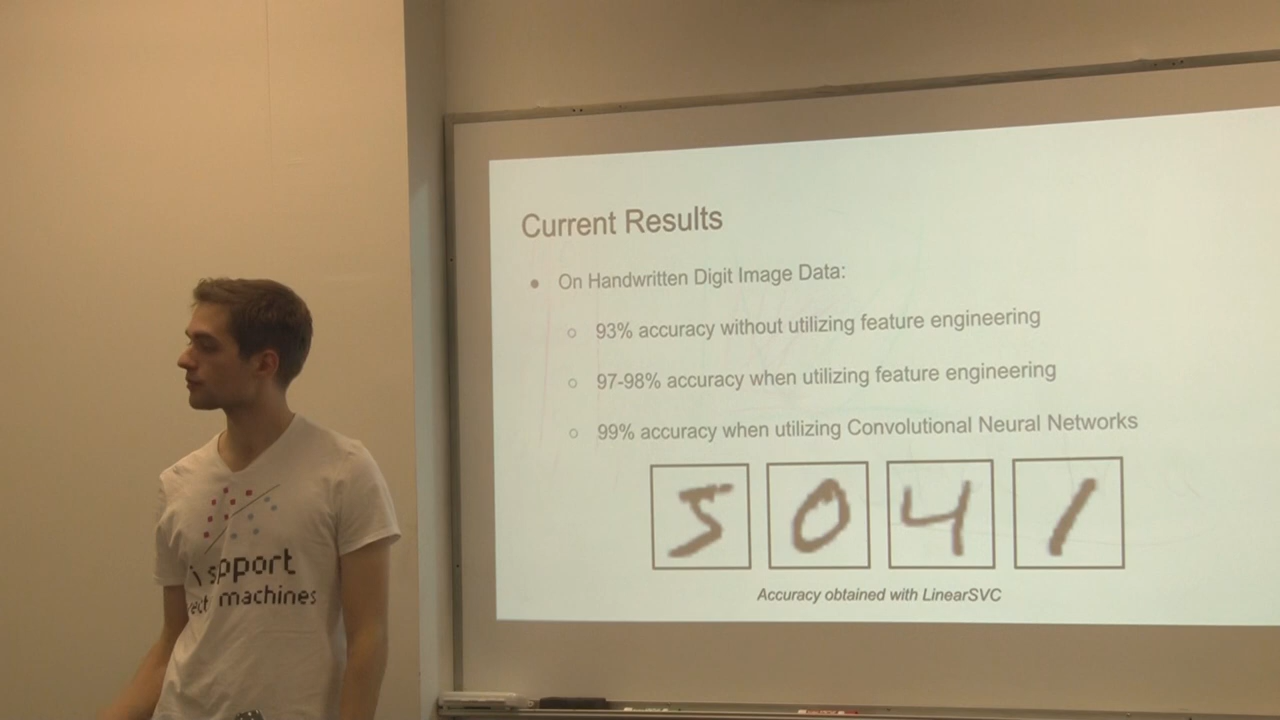 Current Results
On Handwritten Digit Image Data:
93% accuracy without utilizing feature engineering
97-98% accuracy when utilizing feature engineering
99% accuracy when utilizing Convolutional Neural Networks
5 0 4 1
Accuracy obtained with LinearSVC
i support
machines